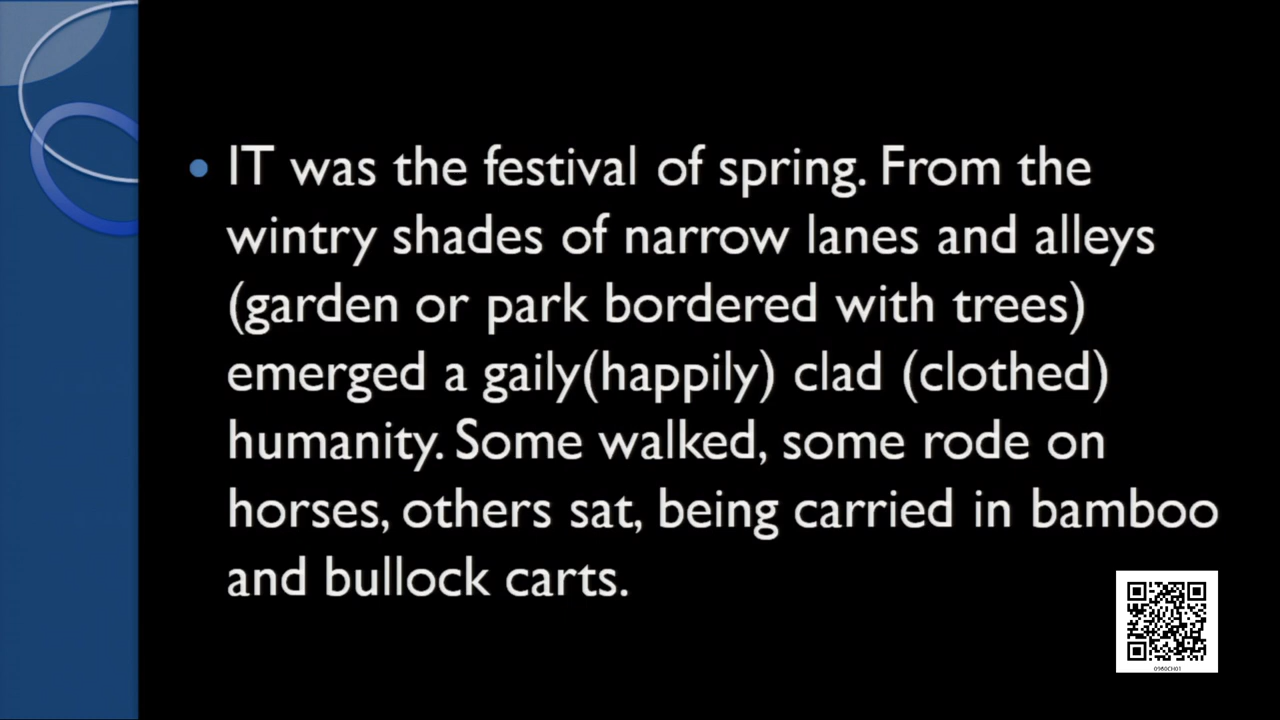 • IT was the festival of spring. From the
wintry shades of narrow lanes and alleys
(garden or park bordered with trees)
emerged a gaily(happily) clad (clothed)
humanity. Some walked, some rode on
horses, others sat, being carried in bamboo
and bullock carts.
0960CH01